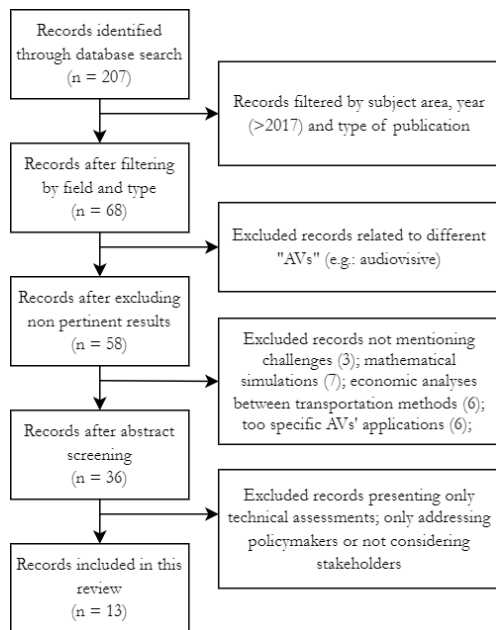 Records identified
through database search
(n = 207)
Records filtered by subject area, year
(>2017) and type of publication
Records after filtering
by field and type
(n = 68)
Excluded records related to different
"AVs" (e.g.: audiovisive)
Records after excluding
non pertinent results
(n = 58)
Excluded records not mentioning
challenges (3); mathematical
simulations (7); economic analyses
between transportation methods (6);
too specific AVs' applications (6);
Records after abstract
screening
(n = 36)
Excluded records presenting only
technical assessments; only addressing
policymakers or not considering
stakeholders
Records included in this
review
(n = 13)